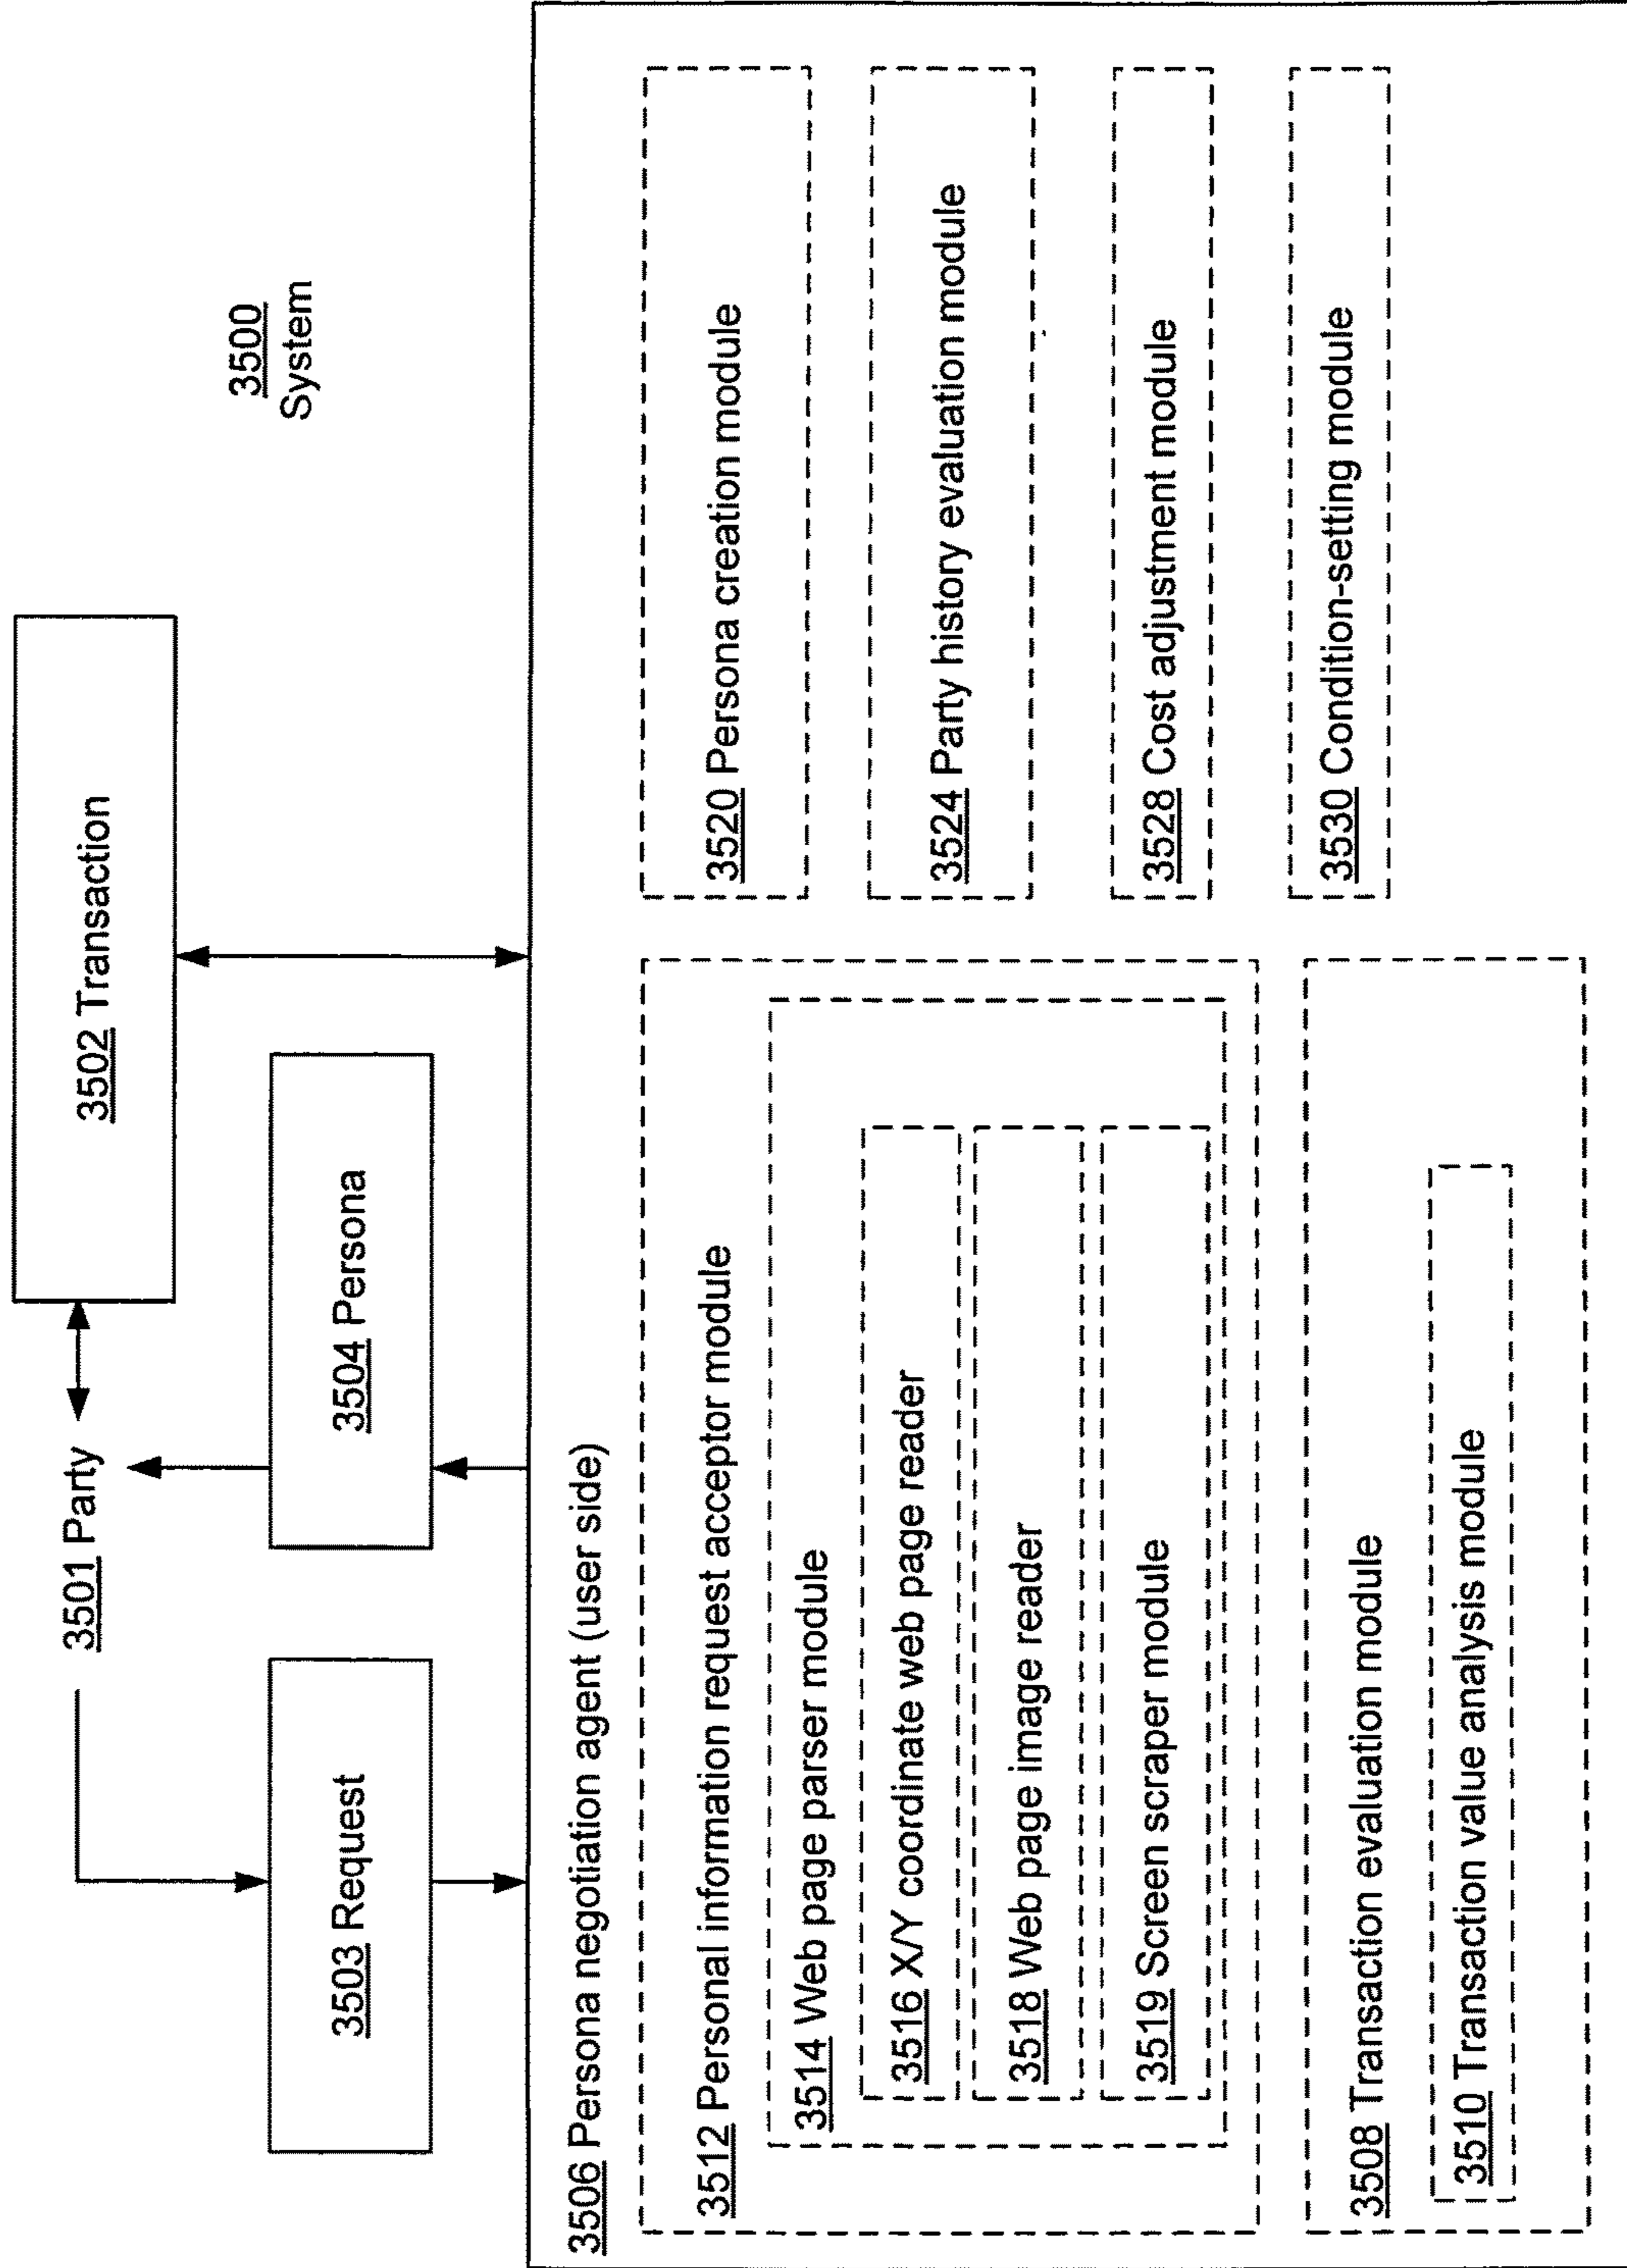 3500
System
3502 Transaction
3501 Party
3504 Persona
3503 Request
3506 Persona negotiation agent (user side)
3512 Personal information request acceptor module
3514 Web page parser module
3516 X/Y coordinate web page reader
3518 Web page image reader
3519 Screen scraper module
3508 Transaction evaluation module
3510 Transaction value analysis module
3520 Persona creation module
3524 Party history evaluation module
3528 Cost adjustment module
3530 Condition-setting module